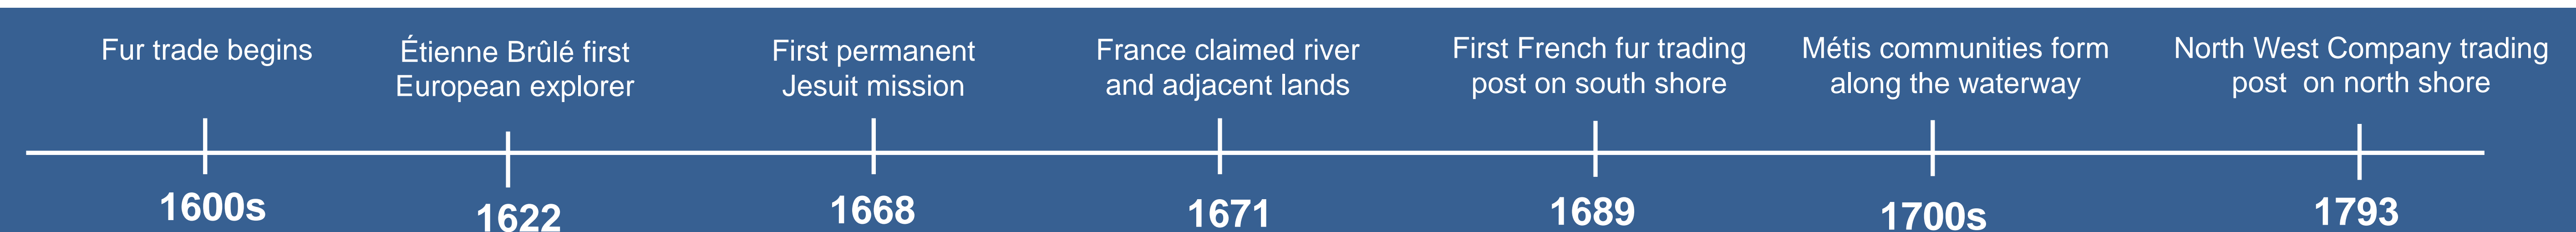 Fur trade begins
Étienne Brûlé first
European explorer
First permanent
Jesuit mission
France claimed river
and adjacent lands
First French fur trading
post on south shore
Métis communities form
along the waterway
North West Company trading
post  on north shore
1600s
1622
1668
1671
1689
1700s
1793